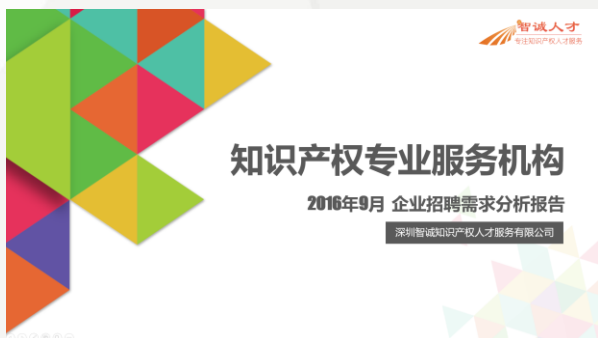 智诚人才
专注知识产权人才服务
知识产权专业服务机构
2016年9月 企业招聘需求分析报告
深圳智诚知识产权人才服务有限公司